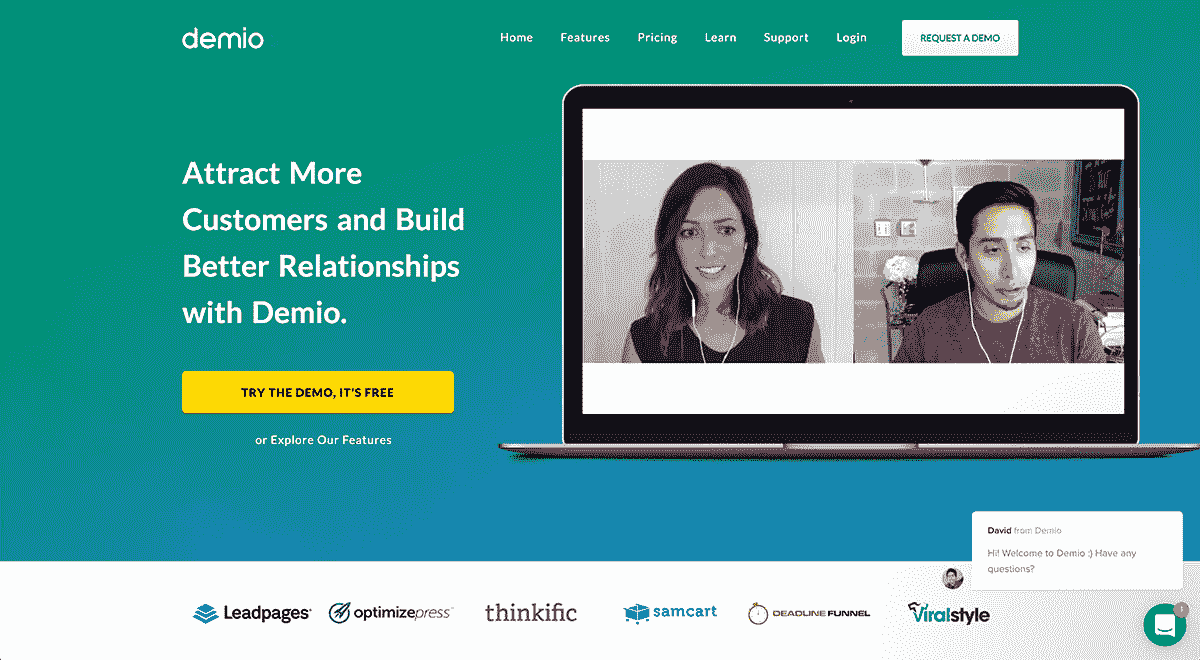 demio
Home Features Pricing Learn Support Login REQUEST A DEMO
Attract More
Customers and Build
Better Relationships
with Demio.
TRY THE DEMO, IT'S FREE
or Explore Our Features
David from Demio
Hi! Welcome to Demio :) Have any
questions?
Leadpages optimizepress thinkific samcart DEADLINE FUNNEL Viralstyle
1